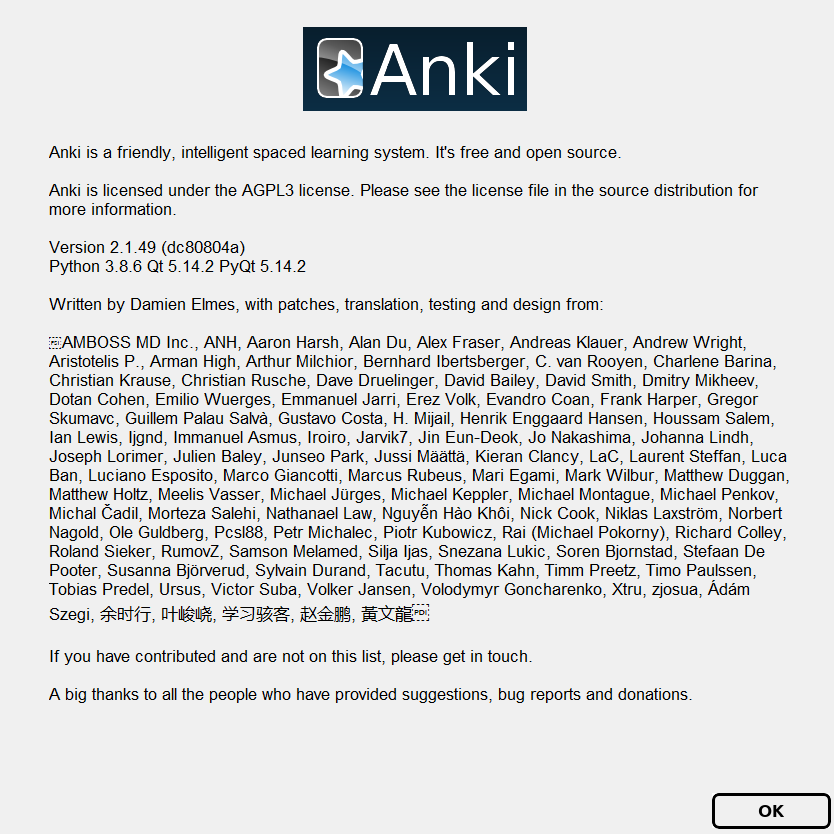 Anki
Anki is a friendly, intelligent spaced learning system. It's free and open source.
Anki is licensed under the AGPL3 license. Please see the license file in the source distribution for
more information.
Version 2.1.49 (dc80804a)
Python 3.8.6 Qt 5.14.2 PyQt 5.14.2
Written by Damien Elmes, with patches, translation, testing and design from:
AMBOSS MD Inc., ANH, Aaron Harsh, Alan Du, Alex Fraser, Andreas Klauer, Andrew Wright,
Aristotelis P., Arman High, Arthur Milchior, Bernhard Ibertsberger, C. van Rooyen, Charlene Barina,
Christian Krause, Christian Rusche, Dave Druelinger, David Bailey, David Smith, Dmitry Mikheev,
Dotan Cohen, Emilio Wuerges, Emmanuel Jarri, Erez Volk, Evandro Coan, Frank Harper, Gregor
Skumavc, Guillem Palau Salvà, Gustavo Costa, H. Mijail, Henrik Enggaard Hansen, Houssam Salem,
Ian Lewis, Ijgnd, Immanuel Asmus, Iroiro, Jarvik7, Jin Eun-Deok, Jo Nakashima, Johanna Lindh,
Joseph Lorimer, Julien Baley, Junseo Park, Jussi Määttä, Kieran Clancy, LaC, Laurent Steffan, Luca
Ban, Luciano Esposito, Marco Giancotti, Marcus Rubeus, Mari Egami, Mark Wilbur, Matthew Duggan,
Matthew Holtz, Meelis Vasser, Michael Jürges, Michael Keppler, Michael Montague, Michael Penkov,
Michal Čadil, Morteza Salehi, Nathanael Law, Nguyễn Hào Khôi, Nick Cook, Niklas Laxström, Norbert
Nagold, Ole Guldberg, Pcsl88, Petr Michalec, Piotr Kubowicz, Rai (Michael Pokorny), Richard Colley,
Roland Sieker, RumovZ, Samson Melamed, Silja Ijas, Snezana Lukic, Soren Bjornstad, Stefaan De
Pooter, Susanna Björverud, Sylvain Durand, Tacutu, Thomas Kahn, Timm Preetz, Timo Paulssen,
Tobias Predel, Ursus, Victor Suba, Volker Jansen, Volodymyr Goncharenko, Xtru, zjosua, Ádám
Szegi, 余时行, 叶峻峣, 学习骇客, 赵金鹏, 黃文龍PDI
If you have contributed and are not on this list, please get in touch.
A big thanks to all the people who have provided suggestions, bug reports and donations.
OK